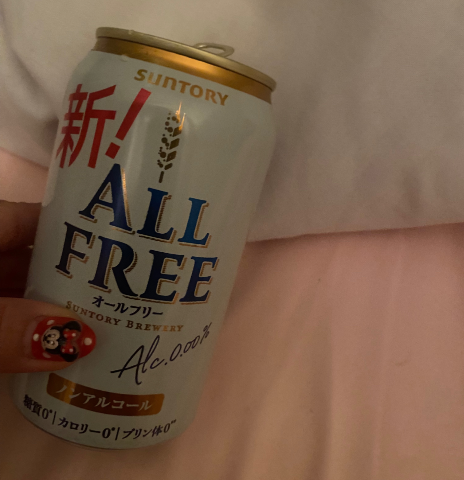 SUNTORY
新!
ALL
FREE
オールフリー
SUNTORY BREWERY
Alc. 0.00%
ノンアルコール
糖質0*|カロリー0*|プリン体0**